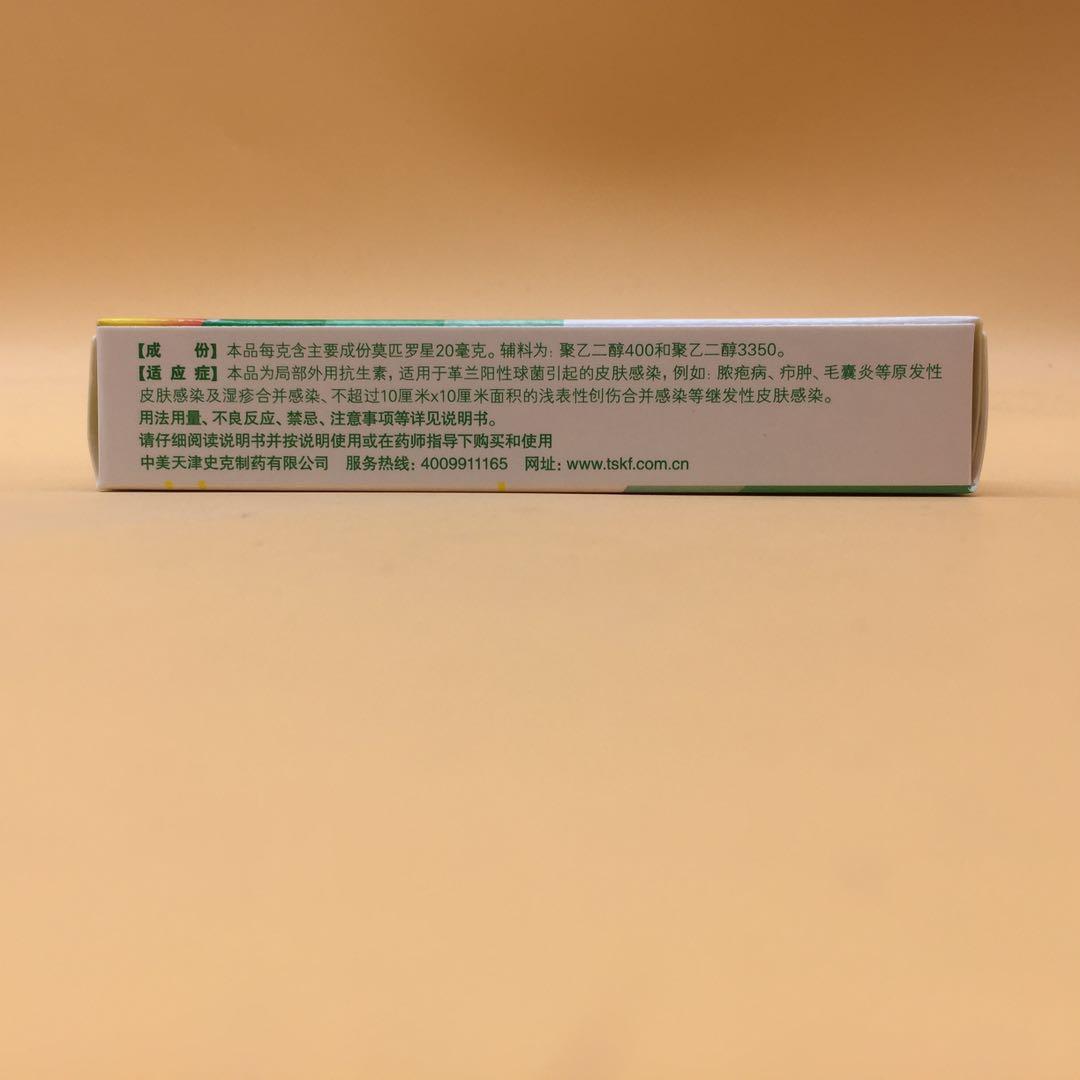 【成 份】本品每克含主要成份莫匹罗星20毫克。辅料为：聚乙二醇400和聚乙二醇3350。
【适 应 症】本品为局部外用抗生素，适用于革兰阳性球菌引起的皮肤感染，例如：脓疱病、疖肿、毛囊炎等原发性
皮肤感染及湿疹合并感染、不超过10厘米x10厘米面积的浅表性创伤合并感染等继发性皮肤感染。
用法用量、不良反应、禁忌、注意事项等详见说明书。
请仔细阅读说明书并按说明使用或在药师指导下购买和使用
中美天津史克制药有限公司 服务热线：4009911165 网址：www.tskf.com.cn